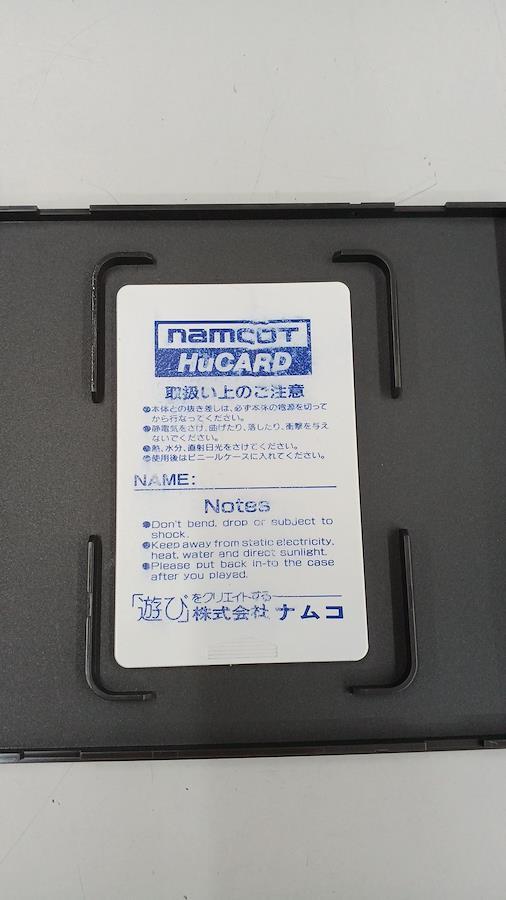 namcoT
HuCARD
取扱い上のご注意
●本体との抜き差しは、必ず本体の電源を切って
から行なってください。
●静電気をさけ、曲げたり、落したり、衝撃を与え
ないでください。
●熱、水分、直射日光をさけてください。
●使用後はビニールケースに入れてください。
NAME:
Notes
●Don't bend, drop or subject to
shock.
●Keep away from static electricity,
heat, water and direct sunlight.
●Please put back in-to the case
after you played.
「遊び」をクリエイトする
株式会社 ナムコ